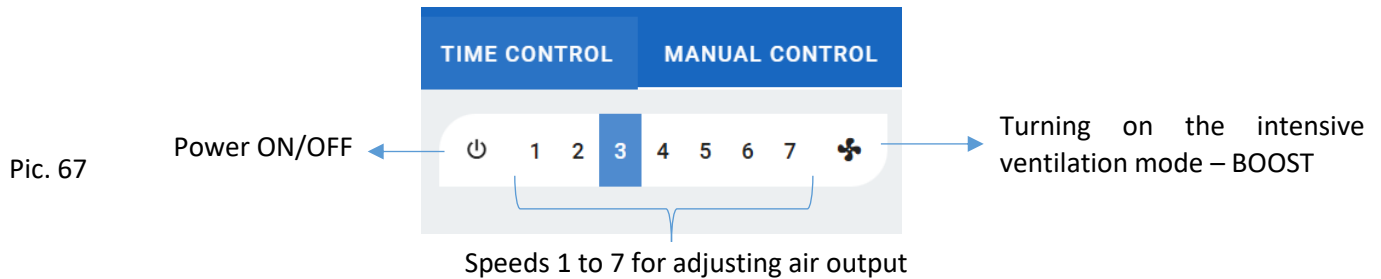 TIME CONTROL MANUAL CONTROL
Pic. 67
Power ON/OFF
1 2 3 4 5 6 7
Turning on the intensive
ventilation mode – BOOST
Speeds 1 to 7 for adjusting air output